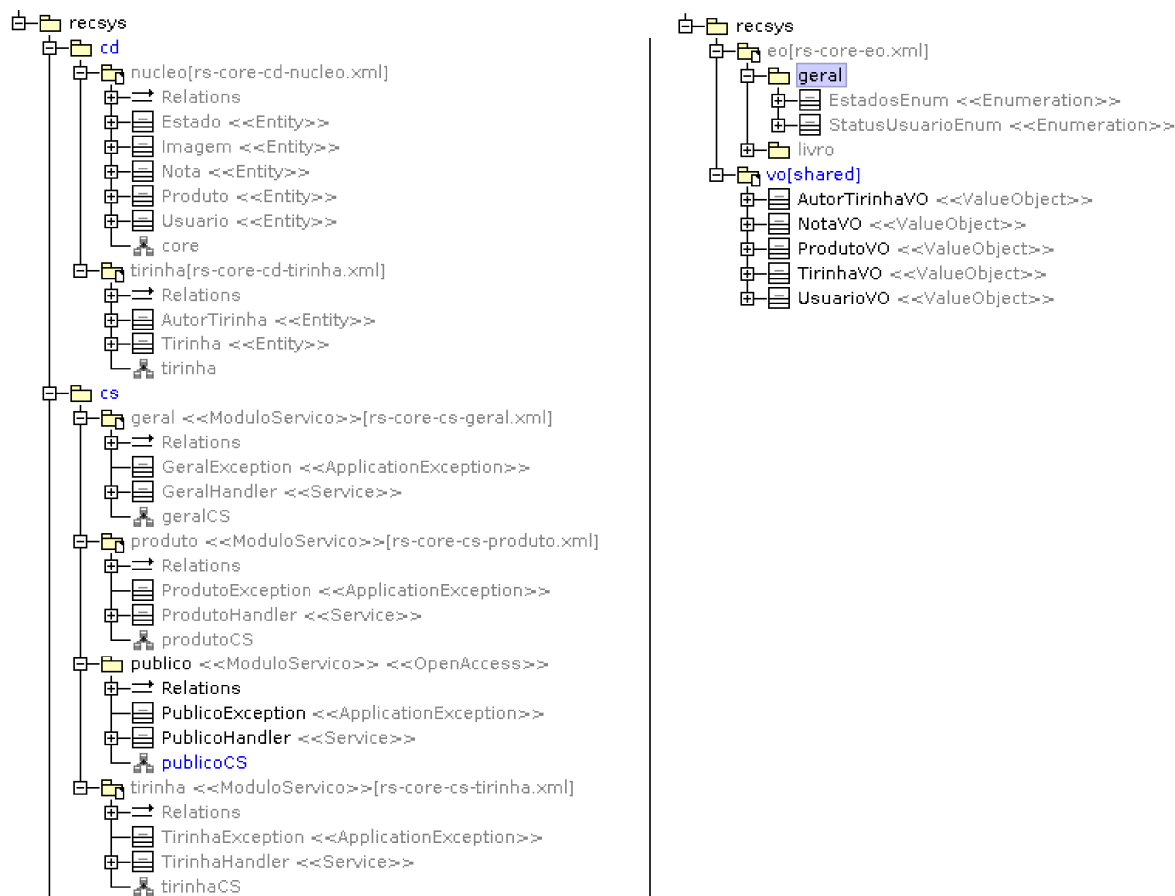 recsys
cd
nucleo[rs-core-cd-nucleo.xml]
Relations
Estado <<Entity>>
Imagem <<Entity>>
Nota <<Entity>>
Produto <<Entity>>
Usuario <<Entity>>
core
tirinha[rs-core-cd-tirinha.xml]
Relations
AutorTirinha <<Entity>>
Tirinha <<Entity>>
tirinha
cs
geral <<ModuloServico>>[rs-core-cs-geral.xml]
Relations
GeralException <<ApplicationException>>
GeralHandler <<Service>>
geralCS
produto <<ModuloServico>>[rs-core-cs-produto.xml]
Relations
ProdutoException <<ApplicationException>>
ProdutoHandler <<Service>>
produtoCS
publico <<ModuloServico>> <<OpenAccess>>
Relations
PublicoException <<ApplicationException>>
PublicoHandler <<Service>>
publicoCS
tirinha <<ModuloServico>>[rs-core-cs-tirinha.xml]
Relations
TirinhaException <<ApplicationException>>
TirinhaHandler <<Service>>
tirinhaCS
recsys
eo[rs-core-eo.xml]
geral
EstadosEnum <<Enumeration>>
StatusUsuarioEnum <<Enumeration>>
livro
vo[shared]
AutorTirinhaVO <<ValueObject>>
NotaVO <<ValueObject>>
ProdutoVO <<ValueObject>>
TirinhaVO <<ValueObject>>
UsuarioVO <<ValueObject>>